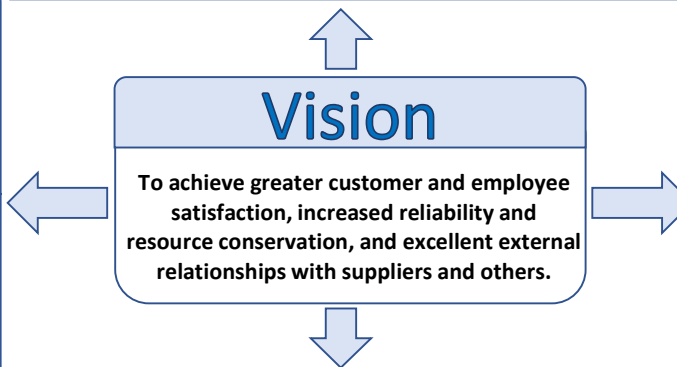 Vision
To achieve greater customer and employee
satisfaction, increased reliability and
resource conservation, and excellent external
relationships with suppliers and others.